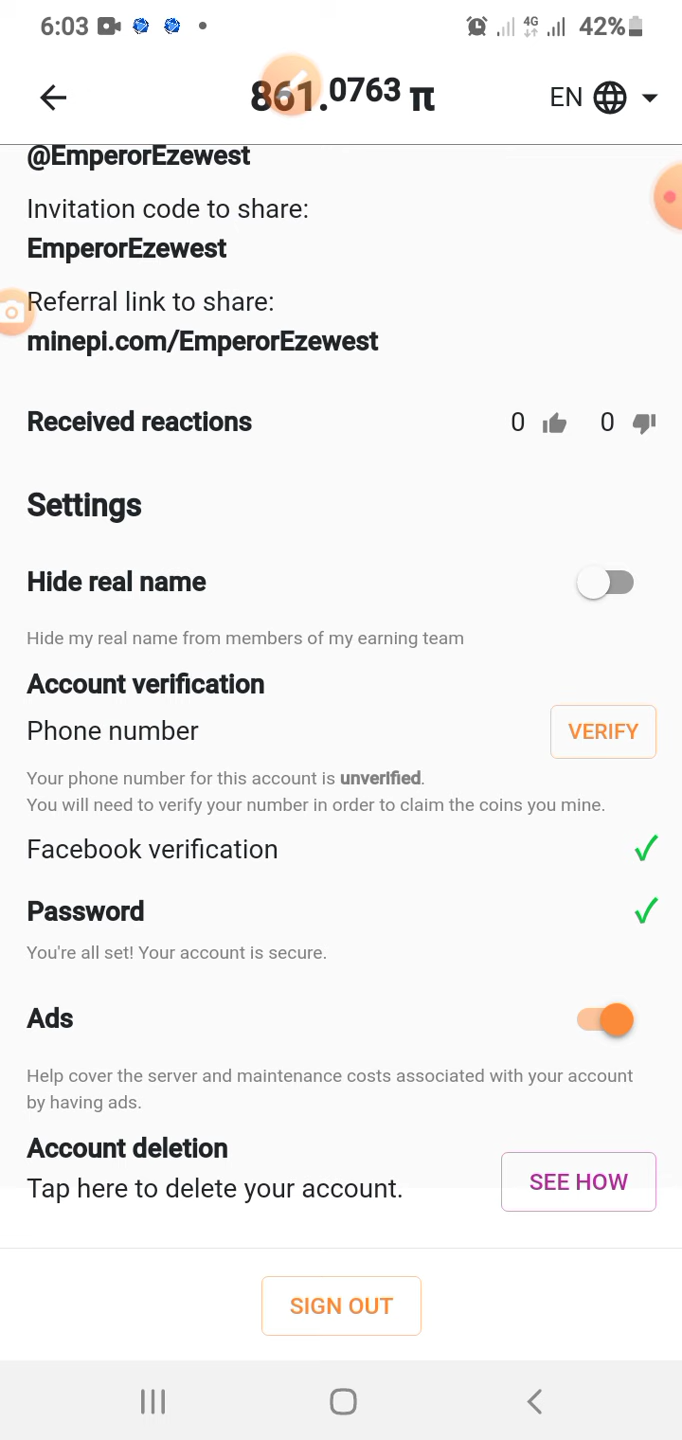 6:03 4G 42%
861.0763 π EN
@EmperorEzewest
Invitation code to share:
EmperorEzewest
Referral link to share:
minepi.com/EmperorEzewest
Received reactions 0 0
Settings
Hide real name
Hide my real name from members of my earning team
Account verification
Phone number VERIFY
Your phone number for this account is unverified.
You will need to verify your number in order to claim the coins you mine.
Facebook verification
Password
You're all set! Your account is secure.
Ads
Help cover the server and maintenance costs associated with your account
by having ads.
Account deletion
Tap here to delete your account. SEE HOW
SIGN OUT